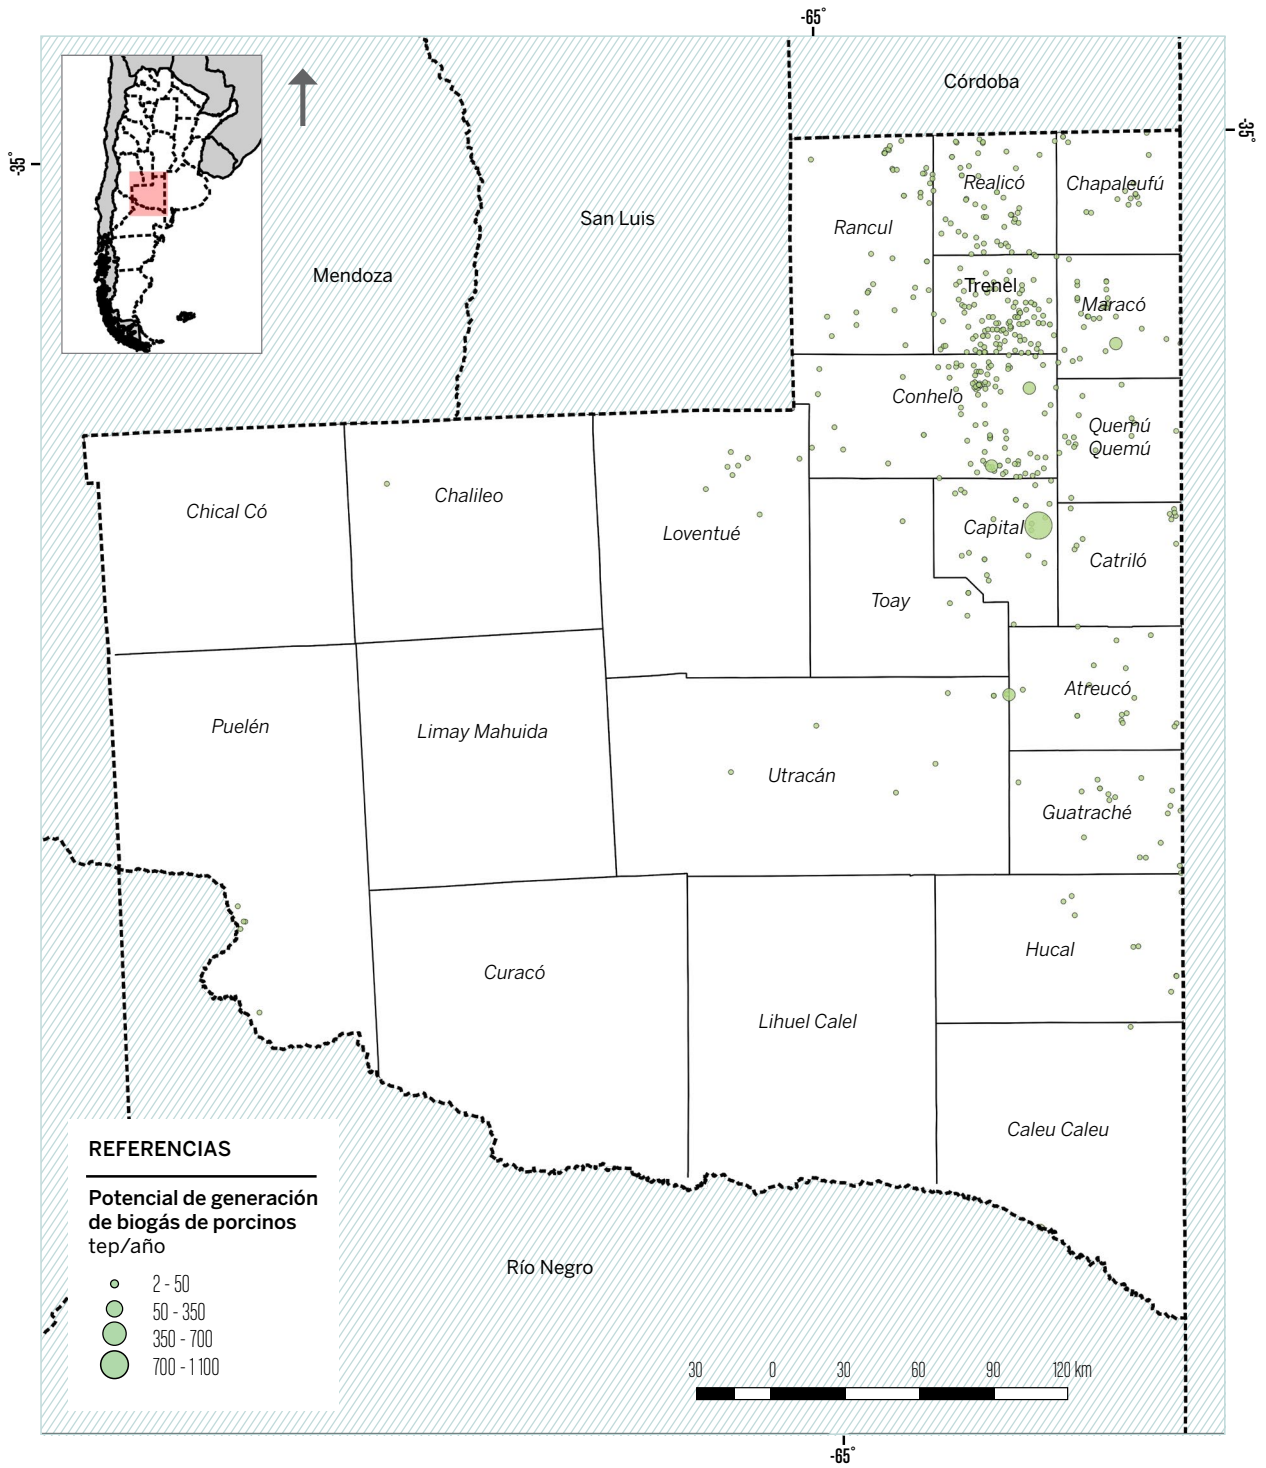 -65°
Córdoba
-35°
-35°
San Luis
Mendoza
Realicó
Chapaleufú
Rancul
Trenel
Maracó
Conhelo
Quemú
Quemú
Chical Có
Chalileo
Loventué
Capital
Catriló
Toay
Atreucó
Puelén
Limay Mahuida
Utracán
Guatraché
Hucal
Curacó
Lihuel Calel
Caleu Caleu
REFERENCIAS
Potencial de generación
de biogás de porcinos
tep/año
2 - 50
50 - 350
350 - 700
700 - 1 100
Río Negro
30 0 30 60 90 120 km
-65°